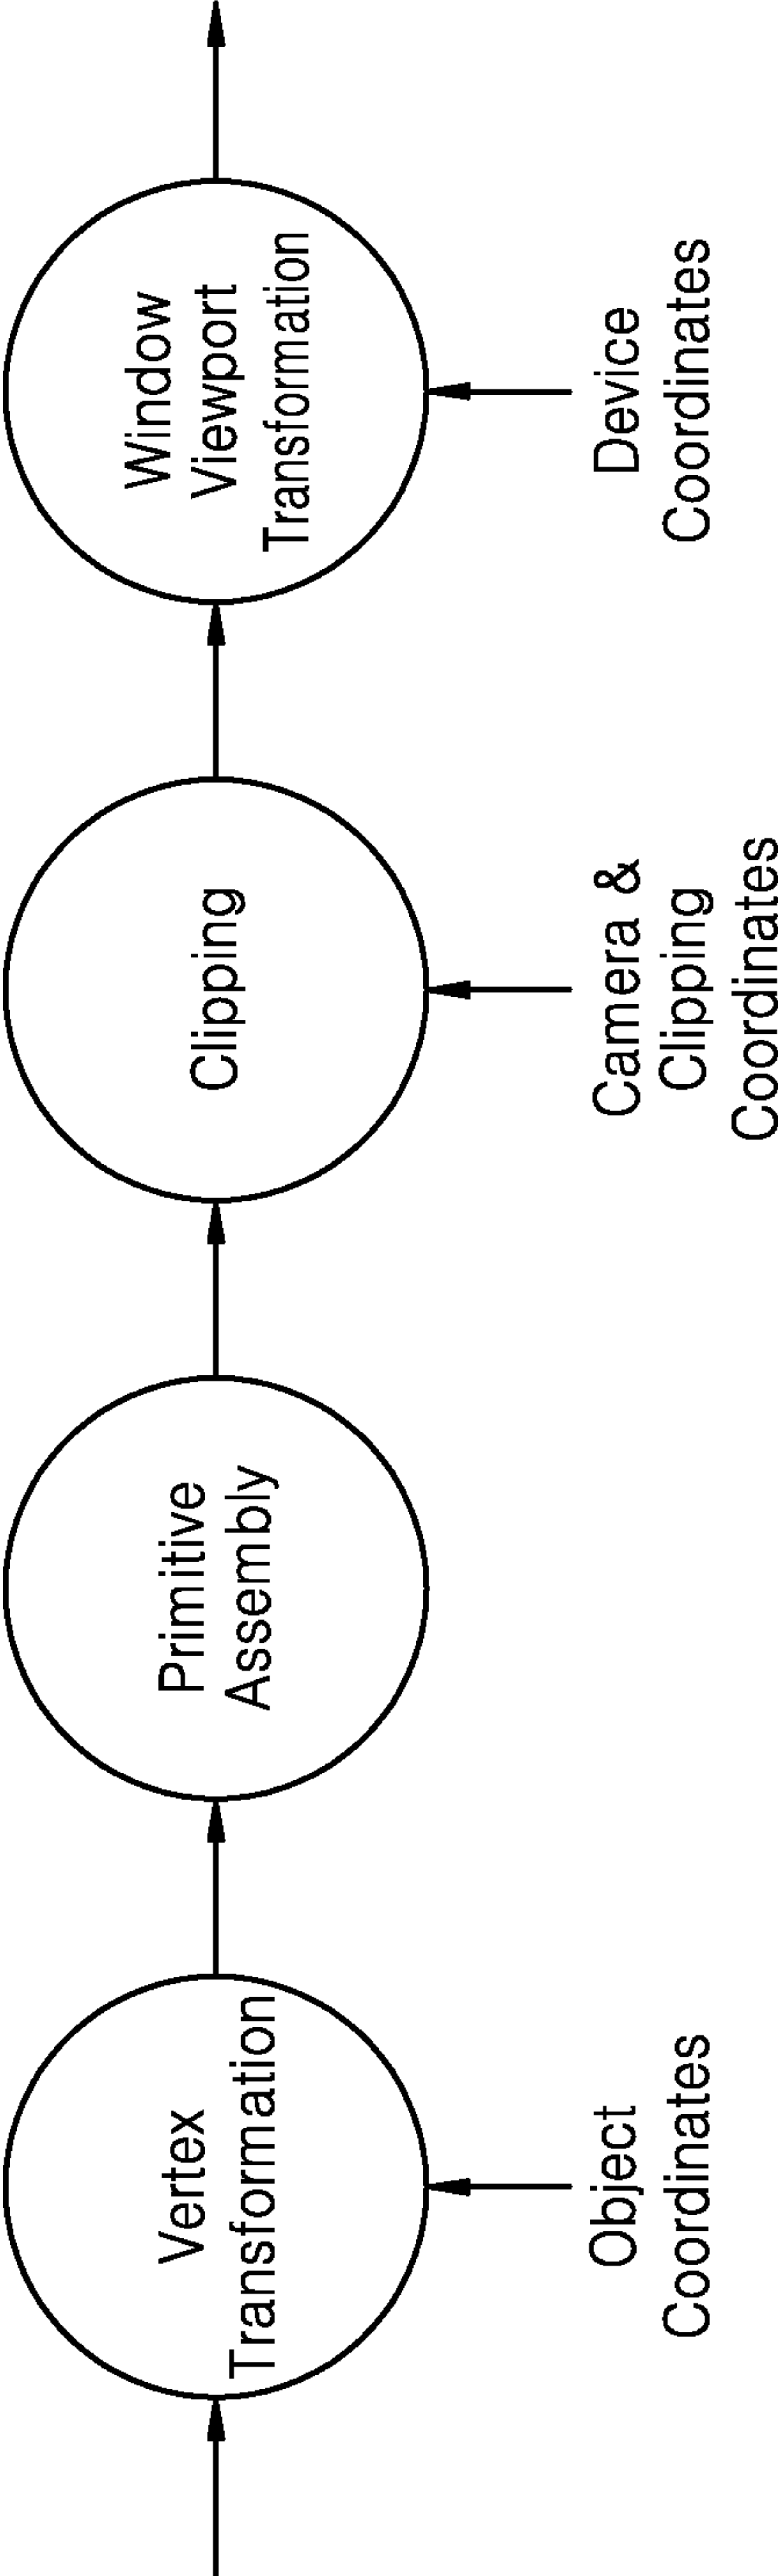 Vertex
Transformation
Primitive
Assembly
Clipping
Window
Viewport
Transformation
Object
Coordinates
Camera &
Clipping
Coordinates
Device
Coordinates